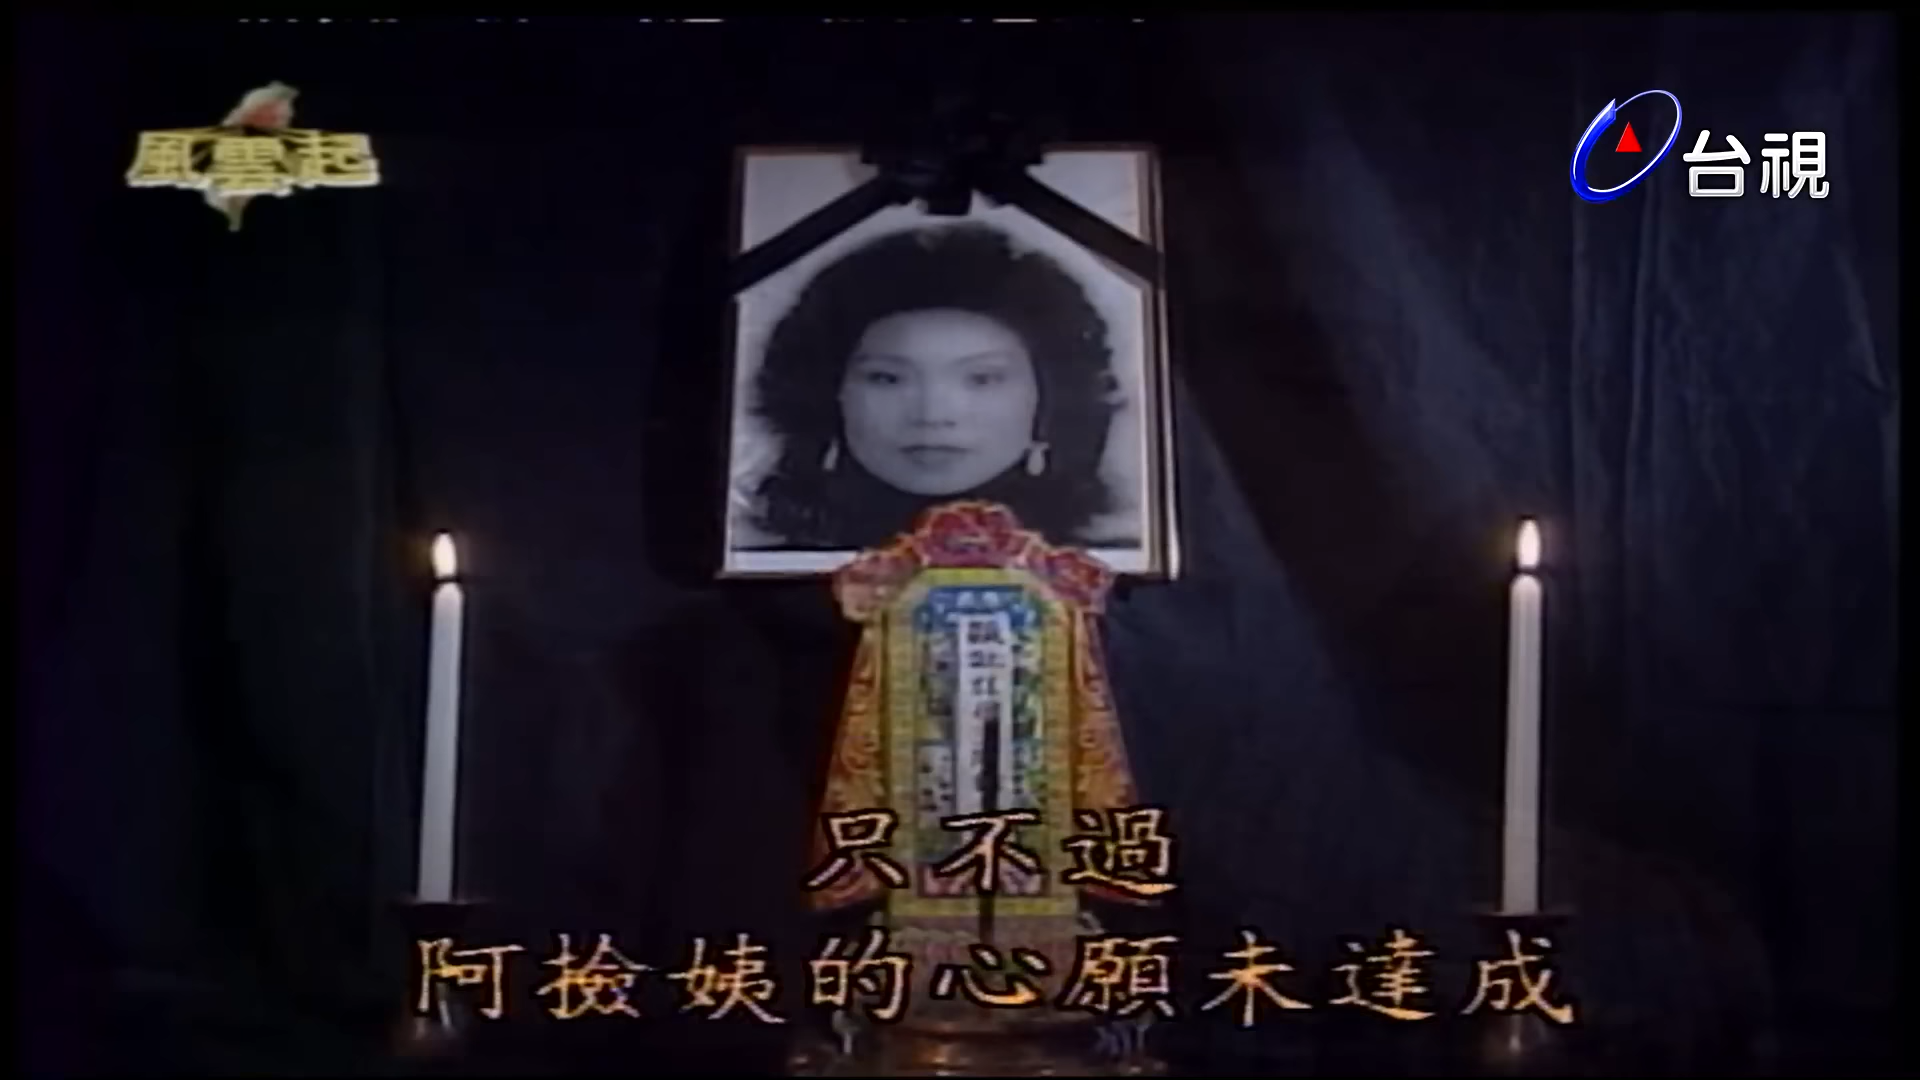 風雲起
台視
只不過
阿撿姨的心願未達成